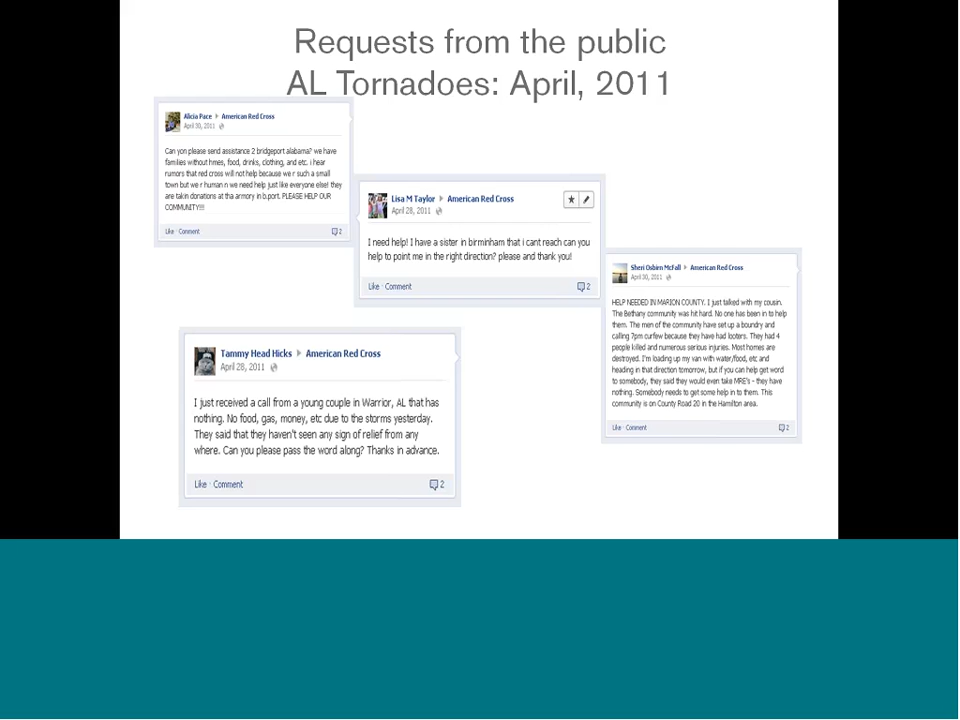 Requests from the public
AL Tornadoes: April, 2011
Alicia Pace ▸ American Red Cross
April 30, 2011
Can yon please send assistance 2 bridgeport alabama? we have
families without hmes, food, drinks, clothing, and etc. i hear
rumors that red cross will not help because we r such a small
town but we r human n we need help just like everyone else! they
are takin donations at tha armory in b.port. PLEASE HELP OUR
COMMUNITY!!!
Like · Comment 2
Lisa M Taylor ▸ American Red Cross
April 28, 2011
I need help! I have a sister in birminham that i cant reach can you
help to point me in the right direction? please and thank you!
Like · Comment 2
Sheri Osbirn McFall ▸ American Red Cross
April 30, 2011
HELP NEEDED IN MARION COUNTY. I just talked with my cousin.
The Bethany community was hit hard. No one has been in to help
them. The men of the community have set up a boundry and
calling 7pm curfew because they have had looters. They had 4
people killed and numerous serious injuries. Most homes are
destroyed. I'm loading up my van with water/food, etc and
heading in that direction tomorrow, but if you can help get word
to somebody, they said they would even take MRE's - they have
nothing. Somebody needs to get some help in to them. This
community is on County Road 20 in the Hamilton area.
Like · Comment 2
Tammy Head Hicks ▸ American Red Cross
April 28, 2011
I just received a call from a young couple in Warrior, AL that has
nothing. No food, gas, money, etc due to the storms yesterday.
They said that they haven't seen any sign of relief from any
where. Can you please pass the word along? Thanks in advance.
Like · Comment 2